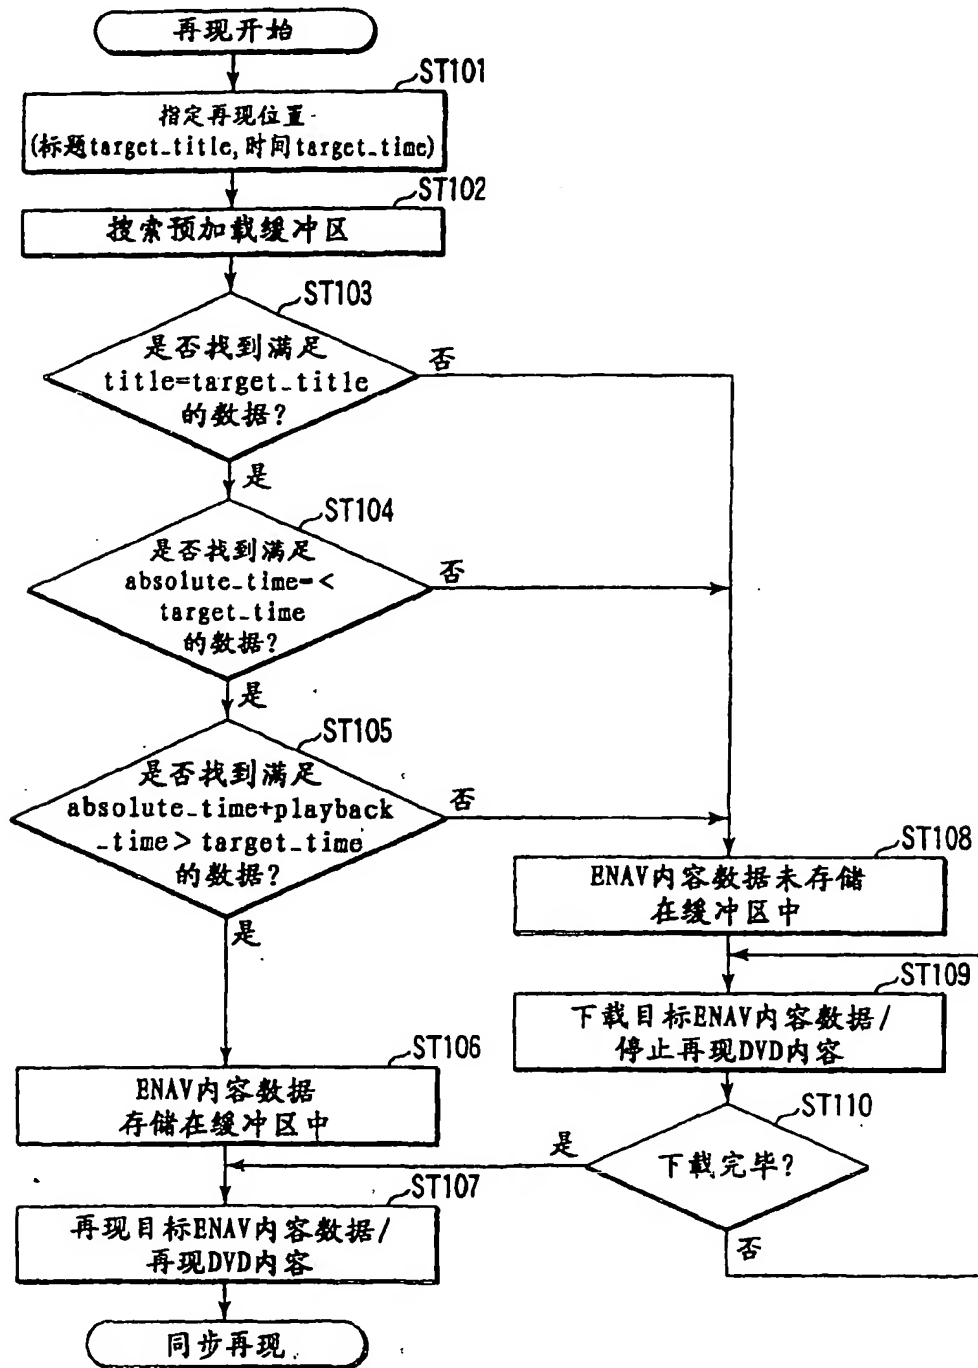 再现开始
ST101
指定再现位置
(标题target_title,时间target_time)
ST102
搜索预加载缓冲区
ST103
是否找到满足
title=target_title
的数据?
否
是
ST104
是否找到满足
absolute_time=<
target_time
的数据?
否
是
ST105
是否找到满足
absolute_time+playback
_time>target_time
的数据?
否
是
ST108
ENAV内容数据未存储
在缓冲区中
ST109
下载目标ENAV内容数据/
停止再现DVD内容
ST106
ENAV内容数据
存储在缓冲区中
ST110
下载完毕?
是
否
ST107
再现目标ENAV内容数据/
再现DVD内容
同步再现